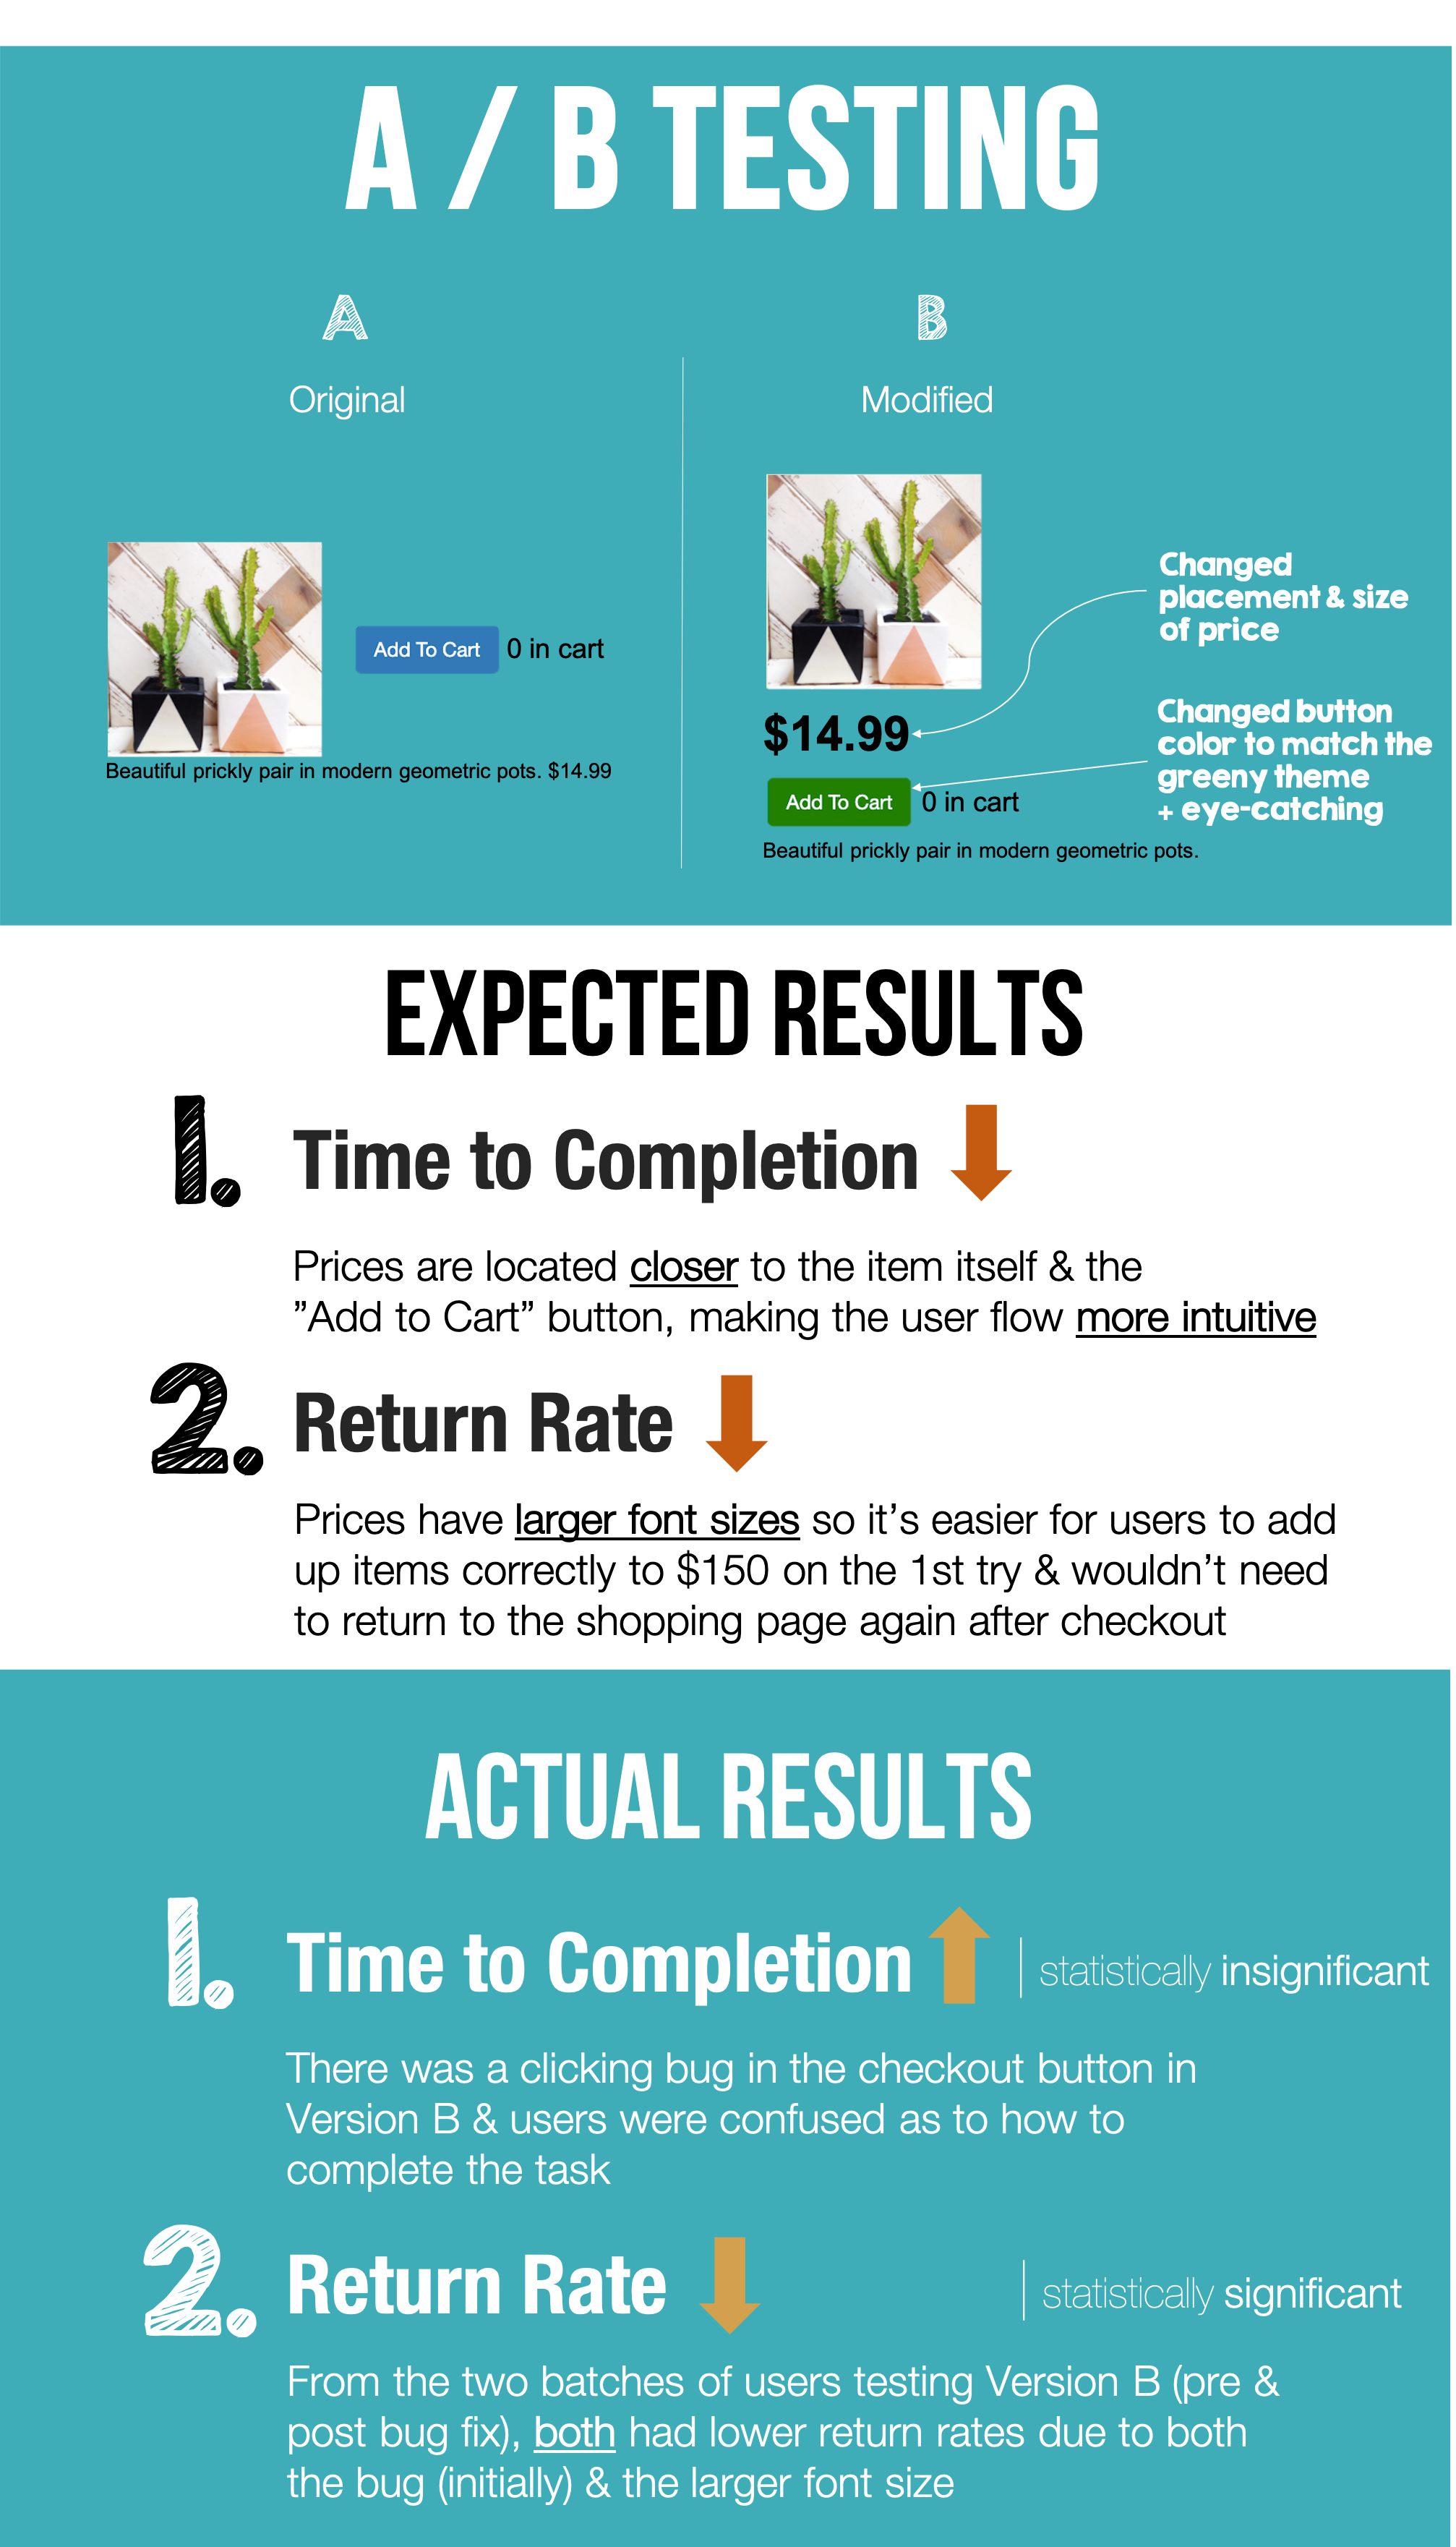 A / B TESTING
A
Original
Add To Cart 0 in cart
Beautiful prickly pair in modern geometric pots. $14.99
B
Modified
$14.99
Add To Cart 0 in cart
Beautiful prickly pair in modern geometric pots.
Changed
placement & size
of price
Changed button
color to match the
greeny theme
+ eye-catching
EXPECTED RESULTS
1. Time to Completion
Prices are located closer to the item itself & the
”Add to Cart” button, making the user flow more intuitive
2. Return Rate
Prices have larger font sizes so it’s easier for users to add
up items correctly to $150 on the 1st try & wouldn’t need
to return to the shopping page again after checkout
ACTUAL RESULTS
1. Time to Completion | statistically insignificant
There was a clicking bug in the checkout button in
Version B & users were confused as to how to
complete the task
2. Return Rate | statistically significant
From the two batches of users testing Version B (pre &
post bug fix), both had lower return rates due to both
the bug (initially) & the larger font size